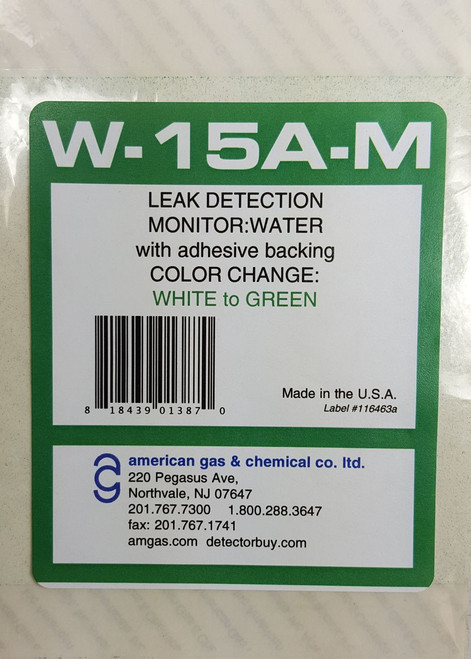 W-15A-M
LEAK DETECTION
MONITOR:WATER
with adhesive backing
COLOR CHANGE:
WHITE to GREEN
8 18439 01387 0
Made in the U.S.A.
Label #116463a
american gas & chemical co. ltd.
220 Pegasus Ave,
Northvale, NJ 07647
201.767.7300 1.800.288.3647
fax: 201.767.1741
amgas.com detectorbuy.com